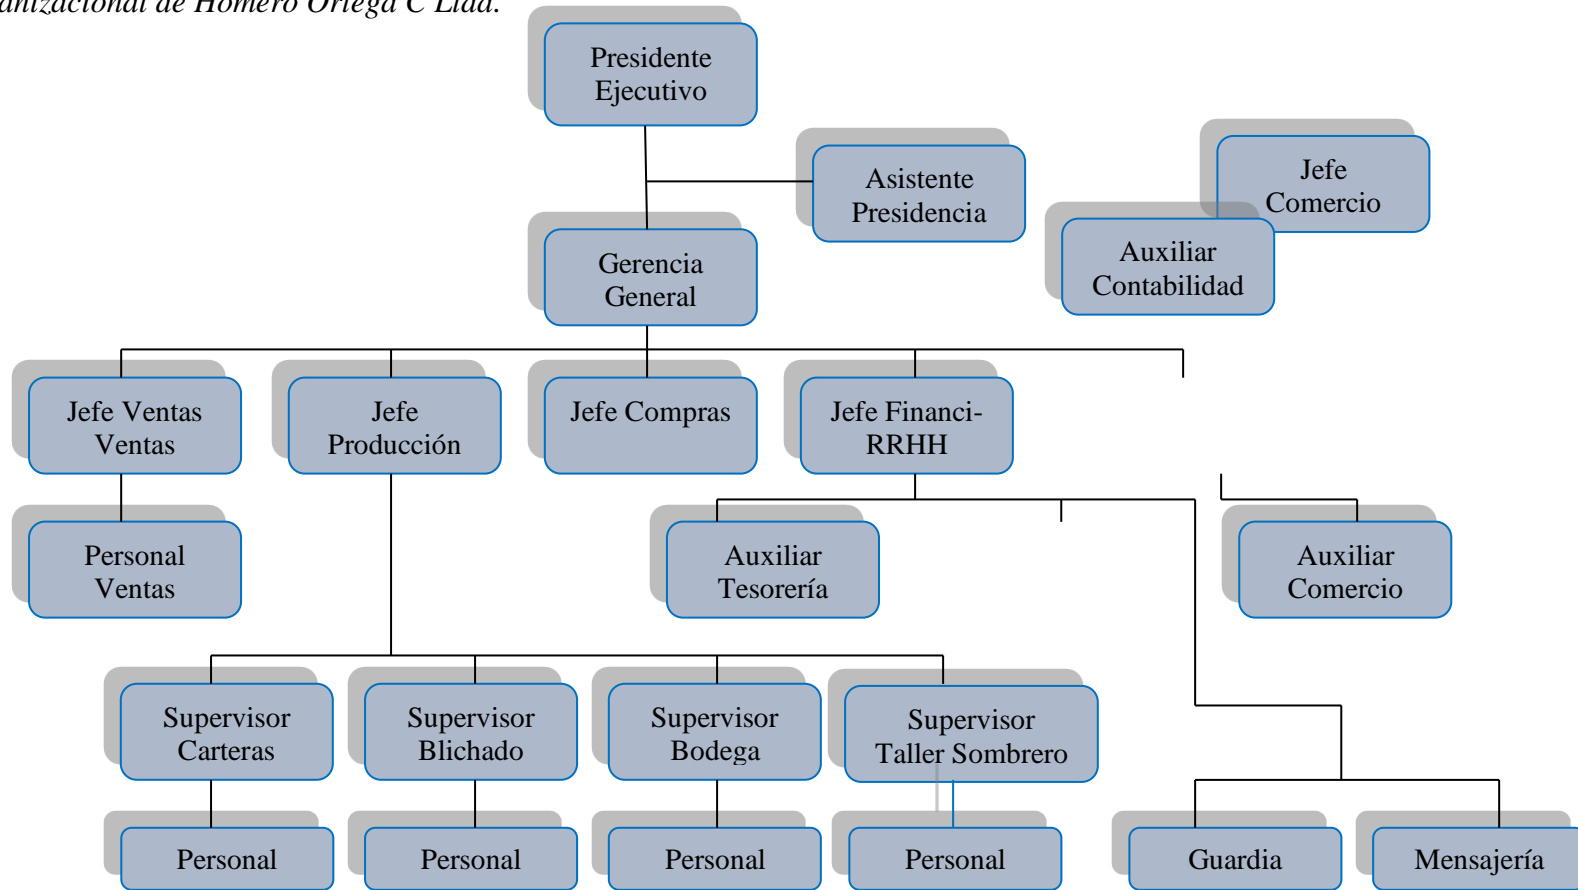 anizacional de Homero Ortega C Ltda.
Presidente
Ejecutivo
Asistente
Presidencia
Jefe
Comercio
Auxiliar
Contabilidad
Gerencia
General
Jefe Ventas
Ventas
Jefe
Producción
Jefe Compras
Jefe Financi-
RRHH
Personal
Ventas
Auxiliar
Tesorería
Auxiliar
Comercio
Supervisor
Carteras
Supervisor
Blichado
Supervisor
Bodega
Supervisor
Taller Sombrero
Personal
Personal
Personal
Personal
Guardia
Mensajería